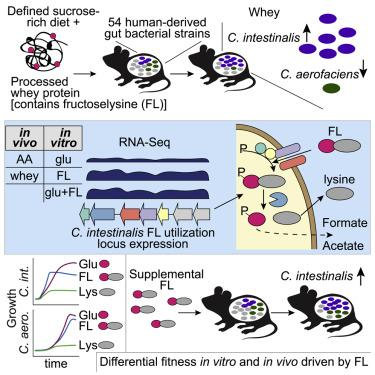 Defined sucrose-
rich diet +
Processed
whey protein
[contains fructoselysine (FL)]
54 human-derived
gut bacterial strains
Whey
C. intestinalis
C. aerofaciens
in vivo
in vitro
AA
glu
whey
FL
glu+FL
RNA-Seq
C. intestinalis FL utilization
locus expression
P
P
P
FL
lysine
Formate
Acetate
Growth
C. int.
Glu
FL
Lys
C. aero.
Glu
FL
Lys
time
Supplemental
FL
C. intestinalis
Differential fitness in vitro and in vivo driven by FL